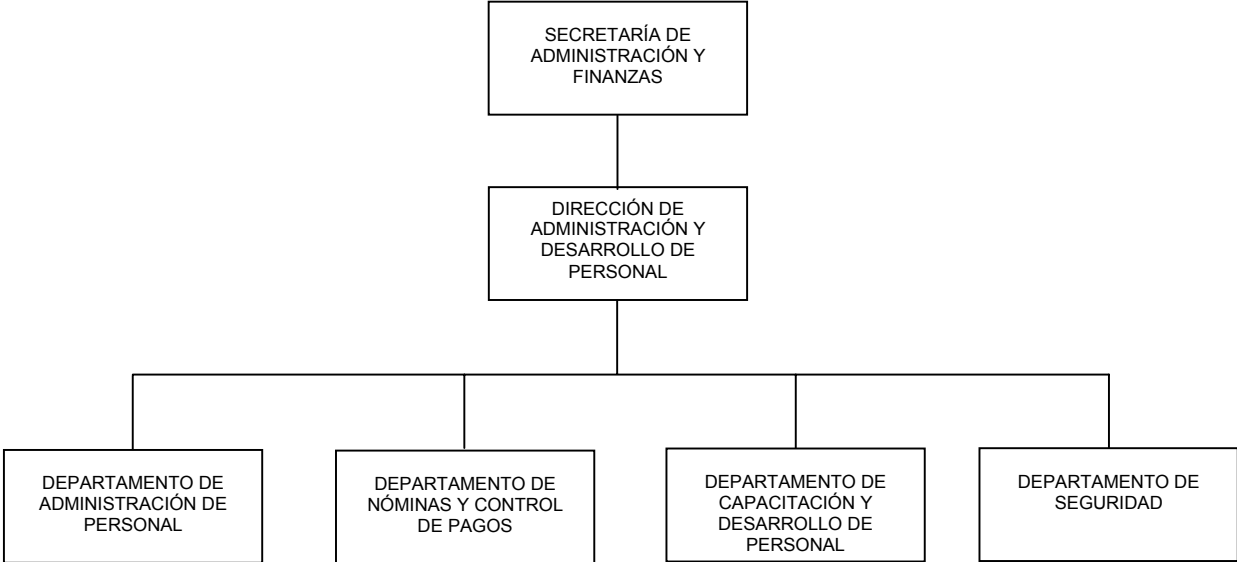 SECRETARÍA DE
ADMINISTRACIÓN Y
FINANZAS
DIRECCIÓN DE
ADMINISTRACIÓN Y
DESARROLLO DE
PERSONAL
DEPARTAMENTO DE
ADMINISTRACIÓN DE
PERSONAL
DEPARTAMENTO DE
NÓMINAS Y CONTROL
DE PAGOS
DEPARTAMENTO DE
CAPACITACIÓN Y
DESARROLLO DE
PERSONAL
DEPARTAMENTO DE
SEGURIDAD